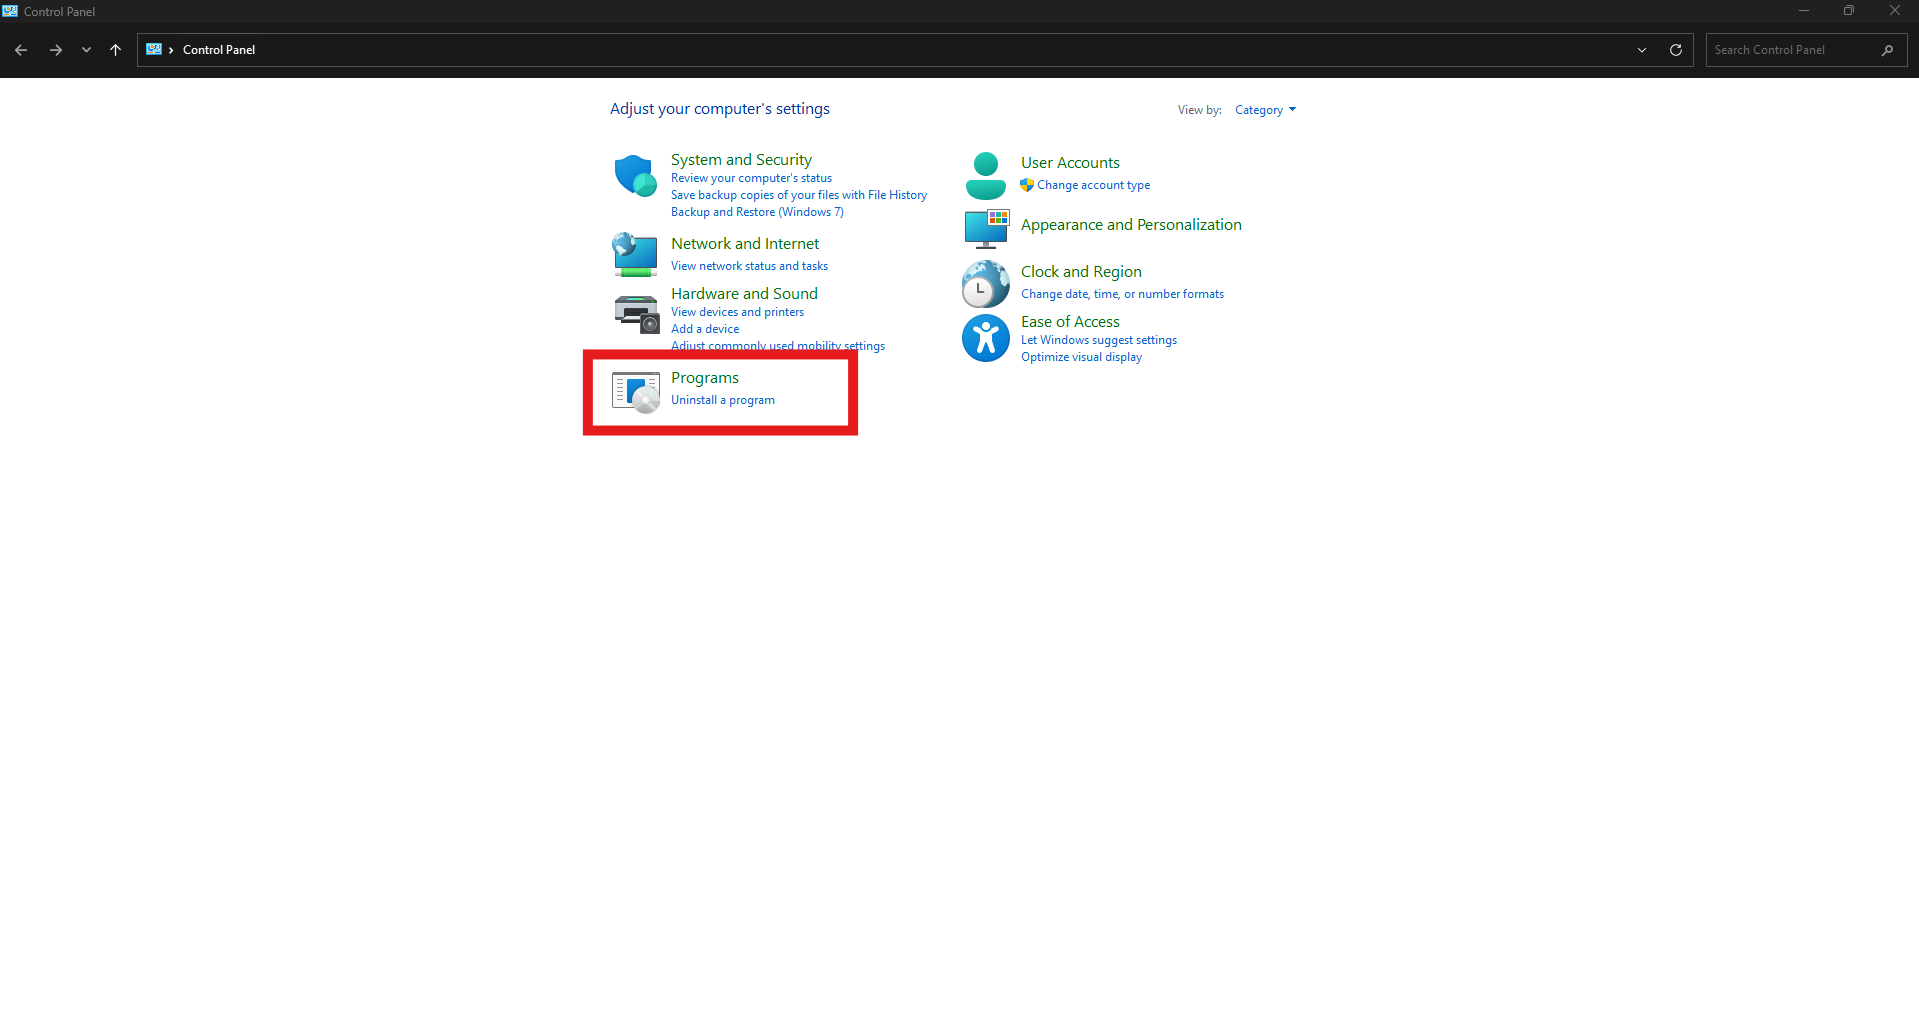 Control Panel
Control Panel
Search Control Panel
Adjust your computer's settings
View by: Category
System and Security
Review your computer's status
Save backup copies of your files with File History
Backup and Restore (Windows 7)
Network and Internet
View network status and tasks
Hardware and Sound
View devices and printers
Add a device
Adjust commonly used mobility settings
Programs
Uninstall a program
User Accounts
Change account type
Appearance and Personalization
Clock and Region
Change date, time, or number formats
Ease of Access
Let Windows suggest settings
Optimize visual display